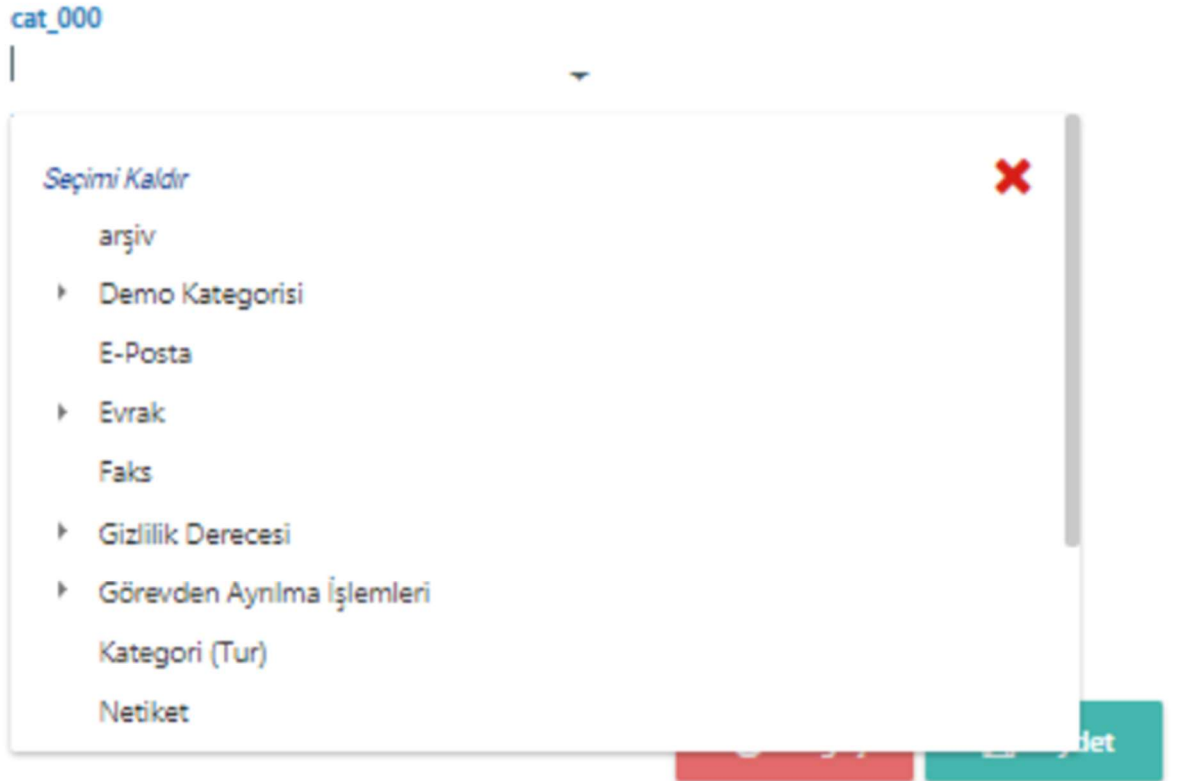 cat_000
Seçimi Kaldır
arşiv
Demo Kategorisi
E-Posta
Evrak
Faks
Gizlilik Derecesi
Görevden Ayrılma İşlemleri
Kategori (Tur)
Netiket